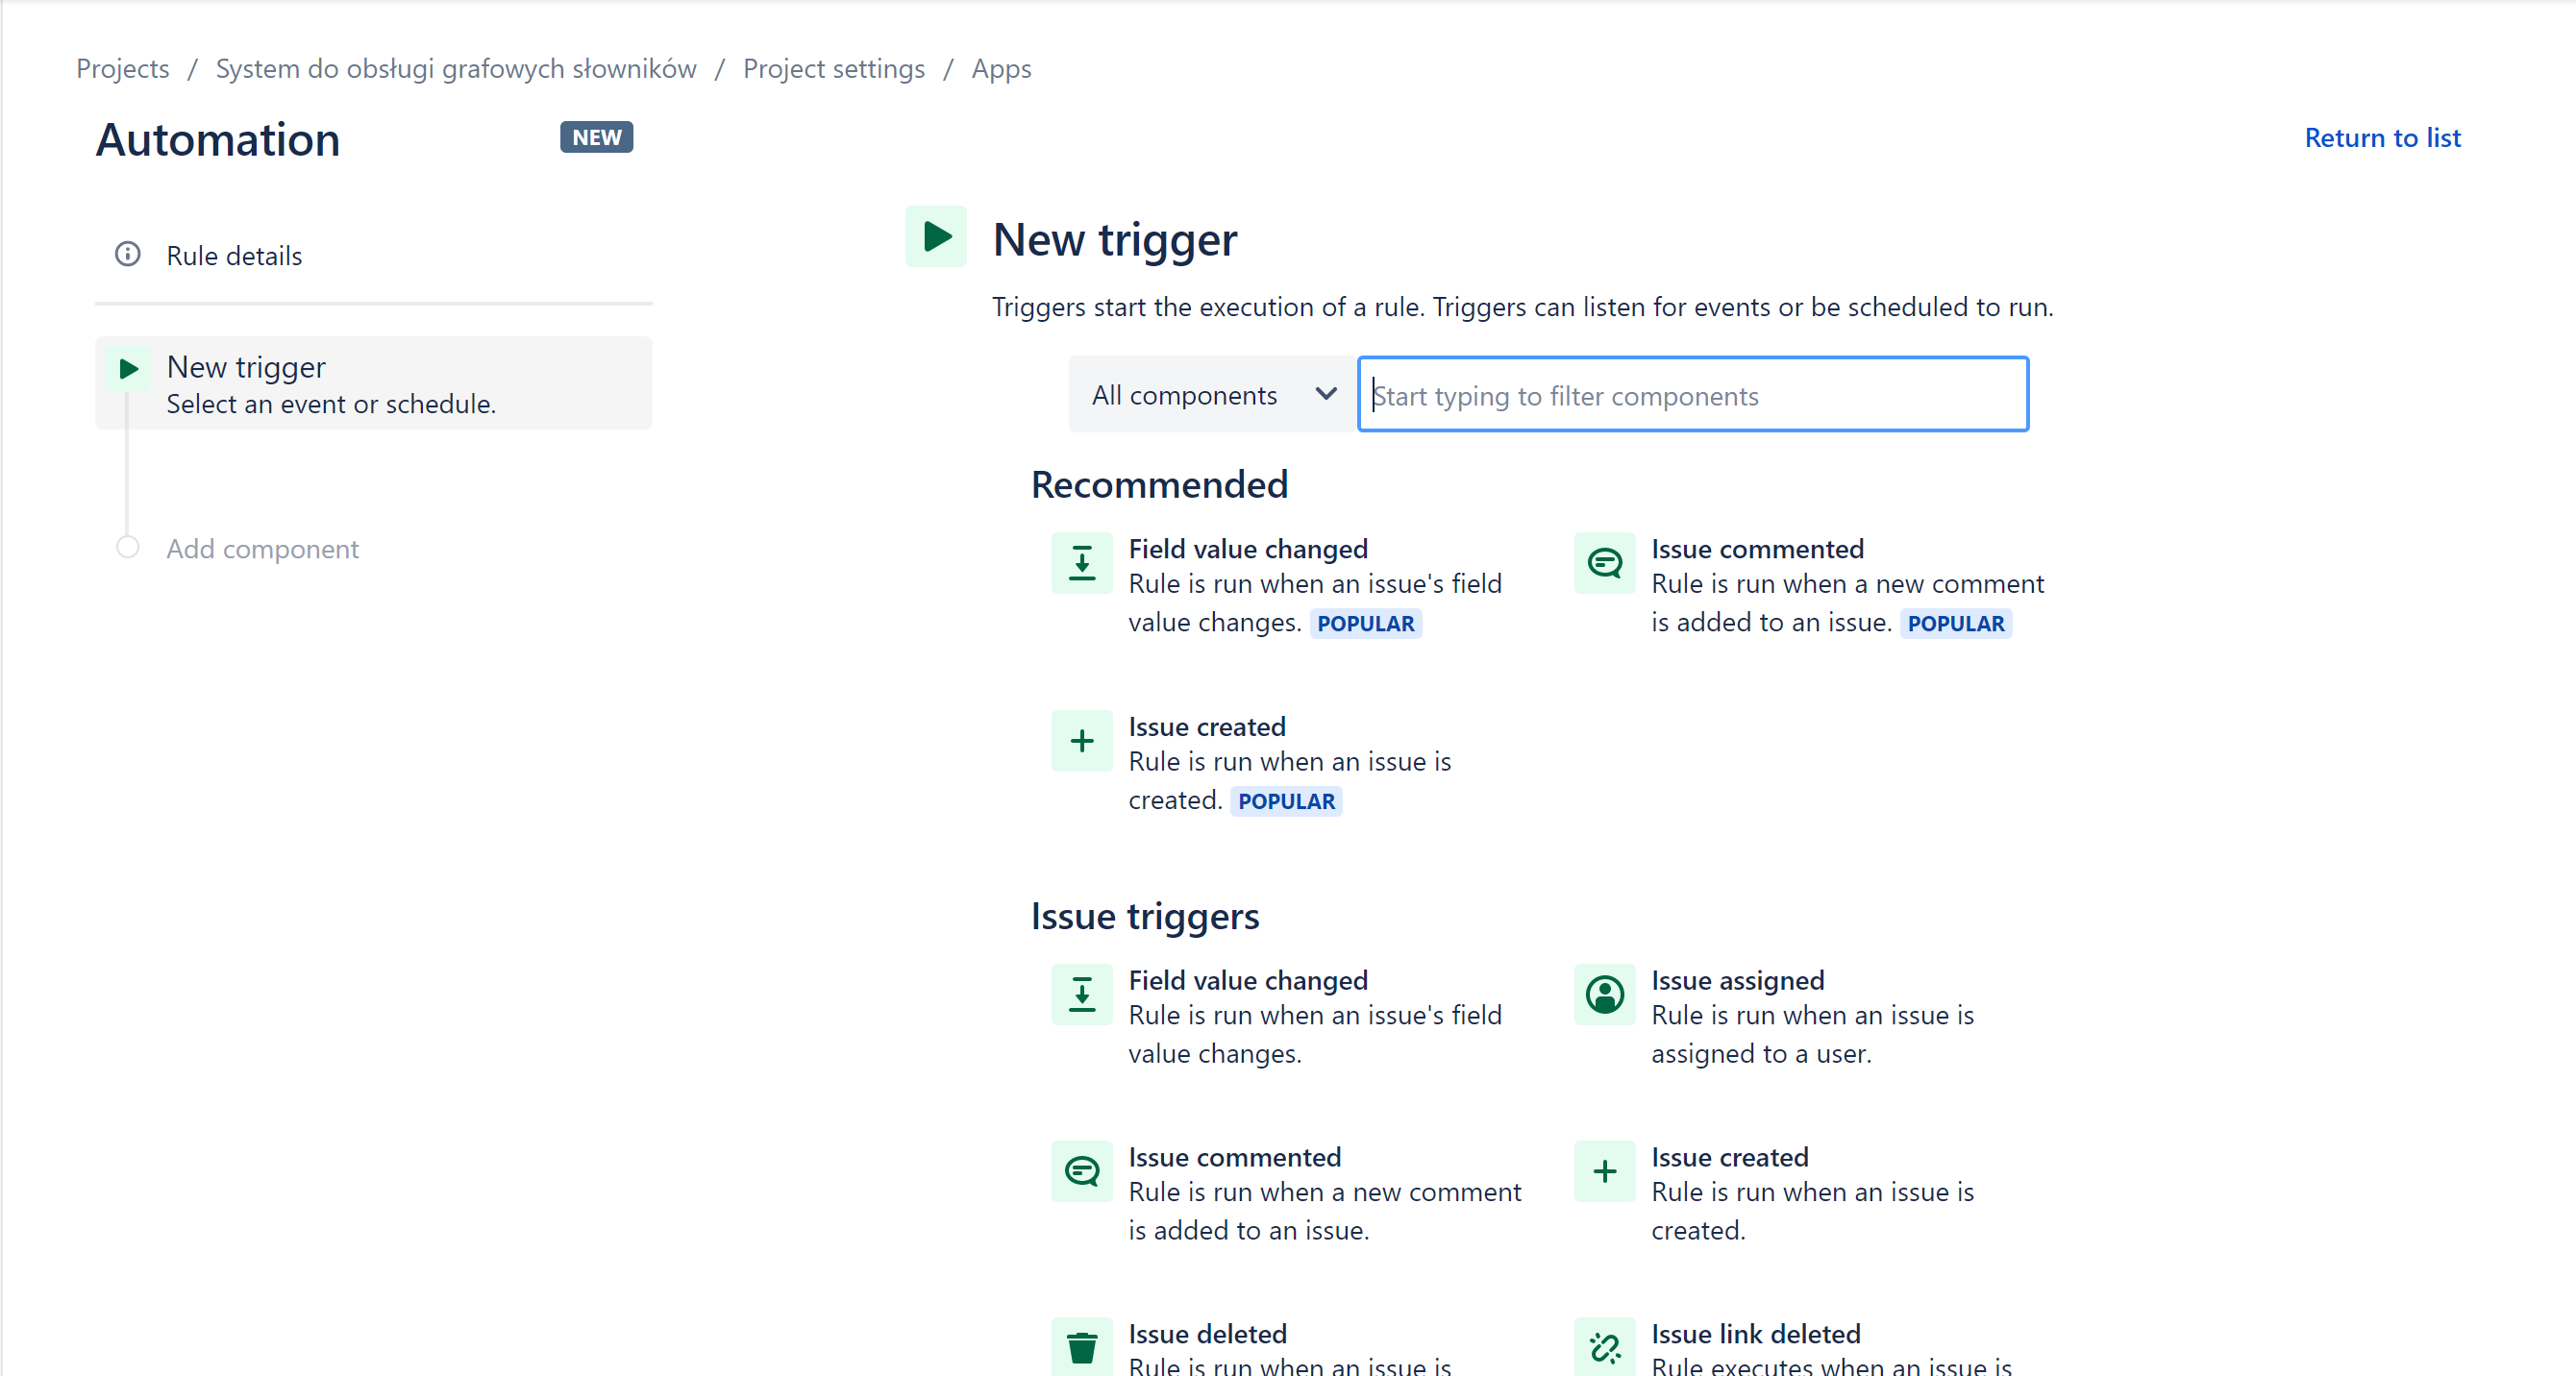 Projects / System do obsługi grafowych słowników / Project settings / Apps
Automation NEW
Return to list
Rule details
New trigger
Select an event or schedule.
Add component
New trigger
Triggers start the execution of a rule. Triggers can listen for events or be scheduled to run.
All components
Start typing to filter components
Recommended
Field value changed
Rule is run when an issue's field
value changes. POPULAR
Issue commented
Rule is run when a new comment
is added to an issue. POPULAR
Issue created
Rule is run when an issue is
created. POPULAR
Issue triggers
Field value changed
Rule is run when an issue's field
value changes.
Issue assigned
Rule is run when an issue is
assigned to a user.
Issue commented
Rule is run when a new comment
is added to an issue.
Issue created
Rule is run when an issue is
created.
Issue deleted
Rule is run when an issue is
Issue link deleted
Rule executes when an issue is